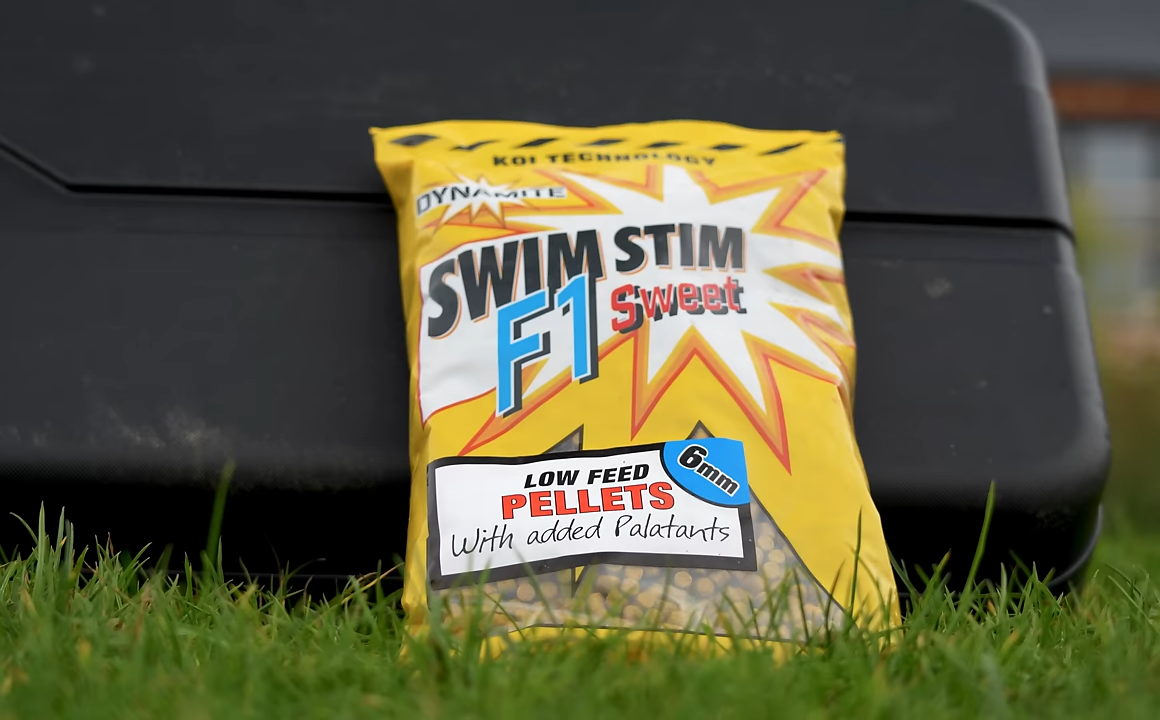 KOI TECHNOLOGY
DYNAMITE
SWIM STIM
F1 Sweet
LOW FEED
PELLETS
With added Palatants
6mm